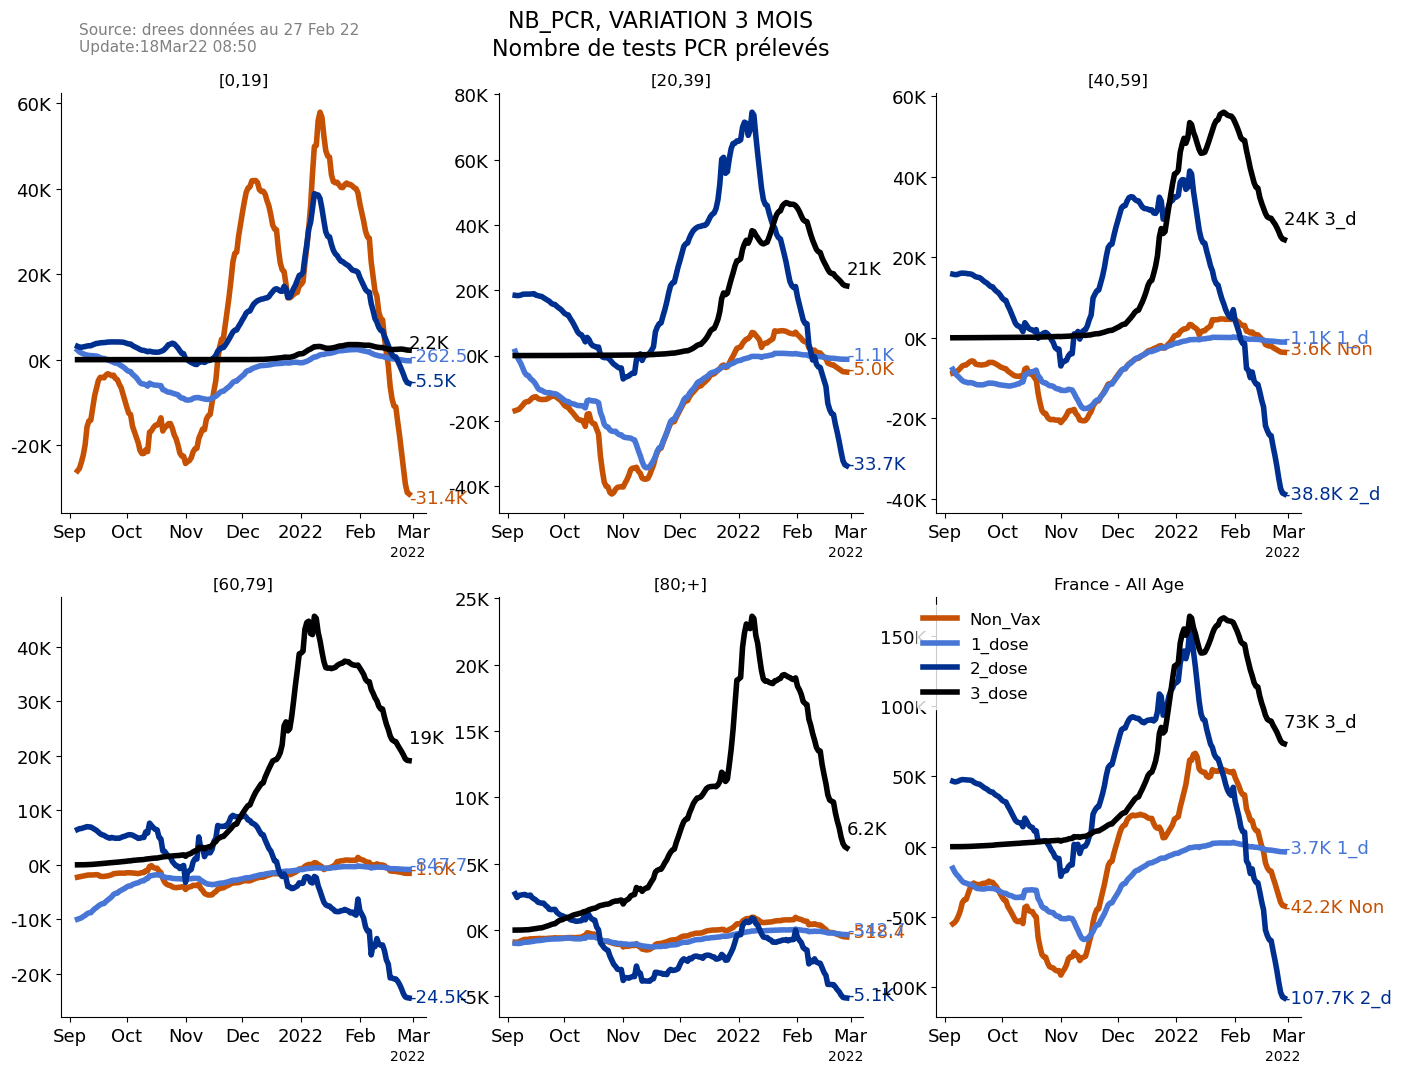 Source: drees données au 27 Feb 22
Update:18Mar22 08:50
NB_PCR, VARIATION 3 MOIS
Nombre de tests PCR prélevés
[0,19]
60K
40K
20K
0K
-20K
2.2K
-262.5
-5.5K
-31.4K
Sep Oct Nov Dec 2022 Feb Mar
2022
[20,39]
80K
60K
40K
20K
0K
-20K
-40K
21K
-1.1K
-5.0K
-33.7K
Sep Oct Nov Dec 2022 Feb Mar
2022
[40,59]
60K
40K
20K
0K
-20K
-40K
24K 3_d
-1.1K 1_d
-3.6K Non
-38.8K 2_d
Sep Oct Nov Dec 2022 Feb Mar
2022
[60,79]
40K
30K
20K
10K
0K
-10K
-20K
19K
-847.7
-1.6K
-24.5K
Sep Oct Nov Dec 2022 Feb Mar
2022
[80;+]
25K
20K
15K
10K
5K
0K
-5K
6.2K
-518.4
-5.1K
Sep Oct Nov Dec 2022 Feb Mar
2022
France - All Age
Non_Vax
1_dose
2_dose
3_dose
150K
100K
50K
0K
-50K
-100K
73K 3_d
-3.7K 1_d
-42.2K Non
-107.7K 2_d
Sep Oct Nov Dec 2022 Feb Mar
2022